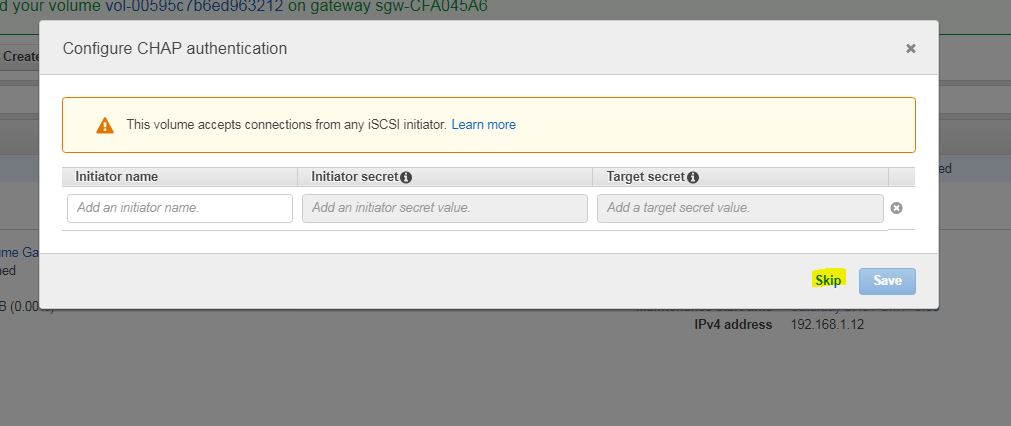 d your volume vol-00595c7b6ed963212 on gateway sgw-CFA045A6
Create
Configure CHAP authentication
This volume accepts connections from any iSCSI initiator. Learn more
ed
Initiator name Initiator secret Target secret
Add an initiator name. Add an initiator secret value. Add a target secret value.
me Ga
ned
Skip Save
B (0.00%)
IPv4 address 192.168.1.12